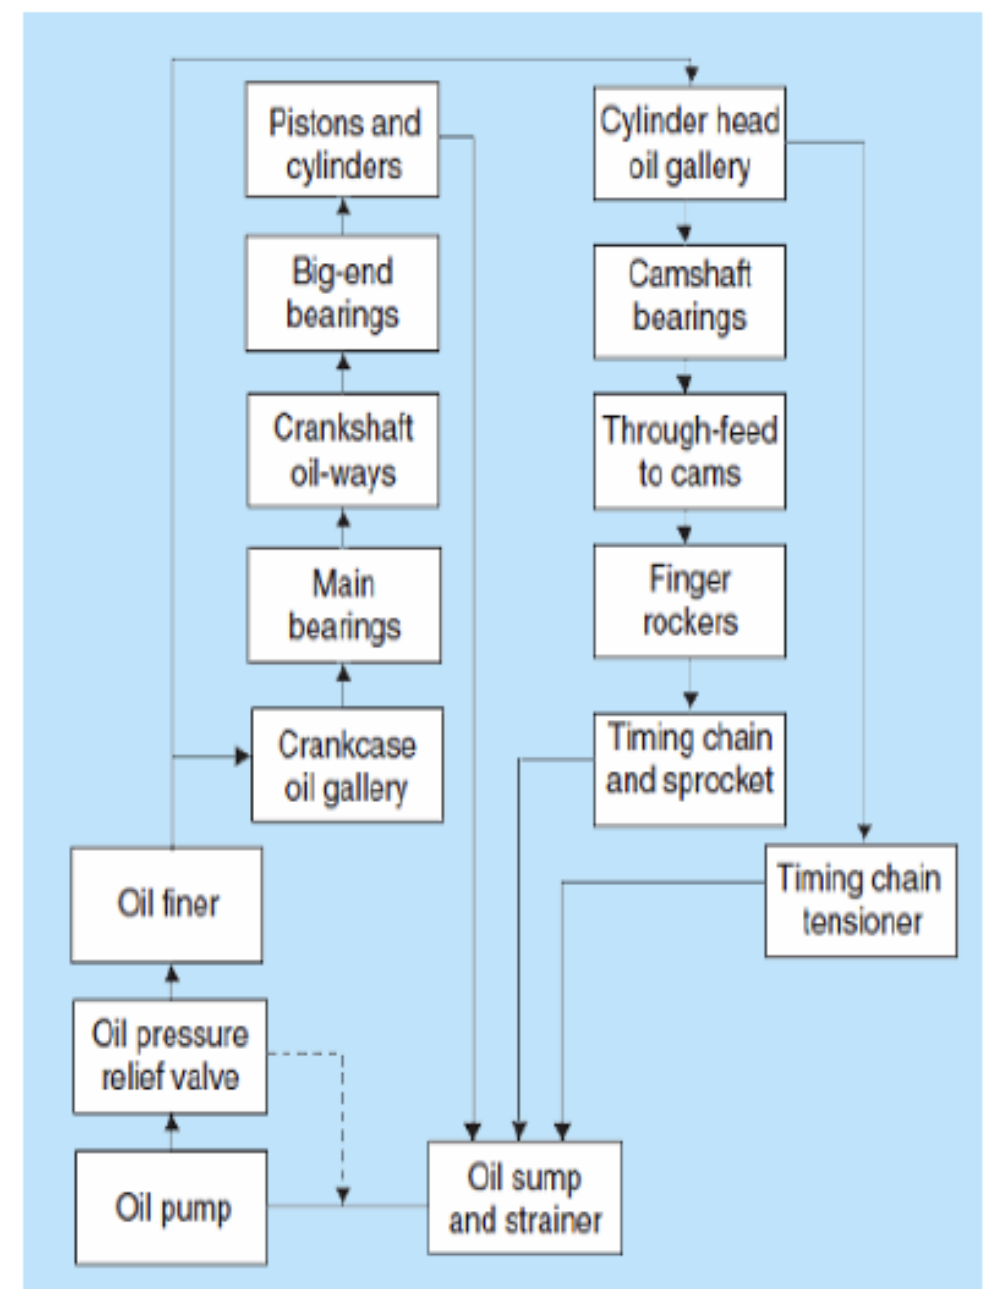 Pistons and
cylinders
Big-end
bearings
Crankshaft
oil-ways
Main
bearings
Crankcase
oil gallery
Oil finer
Oil pressure
relief valve
Oil pump
Cylinder head
oil gallery
Camshaft
bearings
Through-feed
to cams
Finger
rockers
Timing chain
and sprocket
Timing chain
tensioner
Oil sump
and strainer